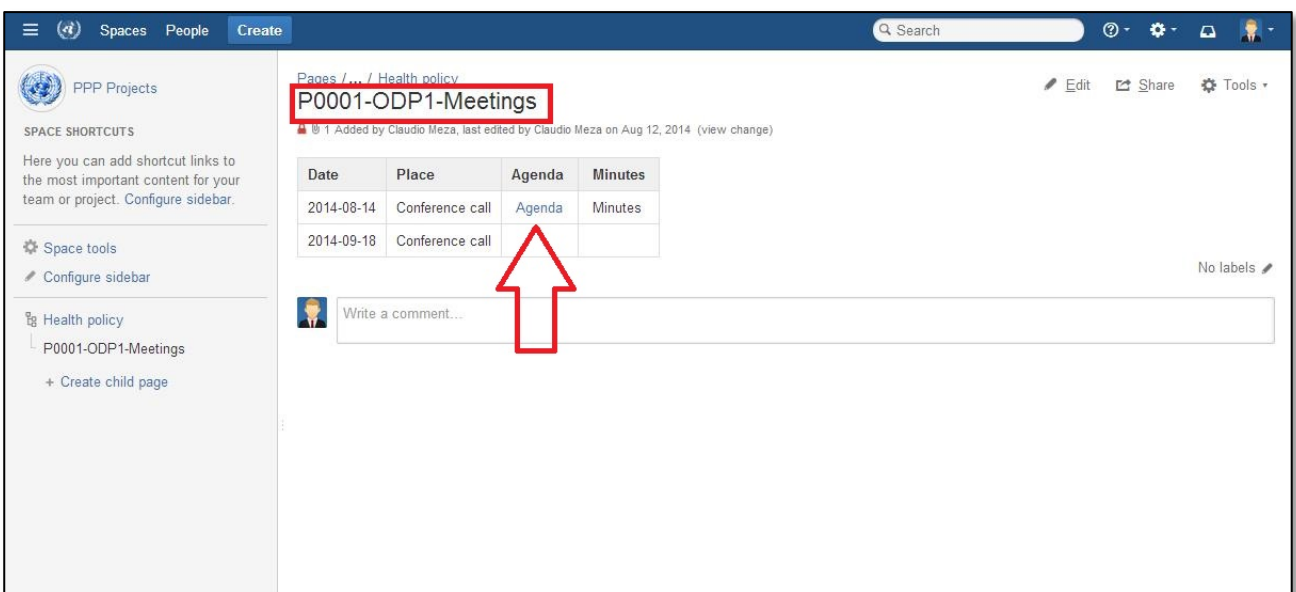 Spaces People Create Search
PPP Projects
SPACE SHORTCUTS
Here you can add shortcut links to
the most important content for your
team or project. Configure sidebar.
Space tools
Configure sidebar
Health policy
P0001-ODP1-Meetings
+ Create child page
Pages / ... / Health policy
Edit Share Tools
P0001-ODP1-Meetings
1 Added by Claudio Meza, last edited by Claudio Meza on Aug 12, 2014 (view change)
Date Place Agenda Minutes
2014-08-14 Conference call Agenda Minutes
2014-09-18 Conference call
No labels
Write a comment...